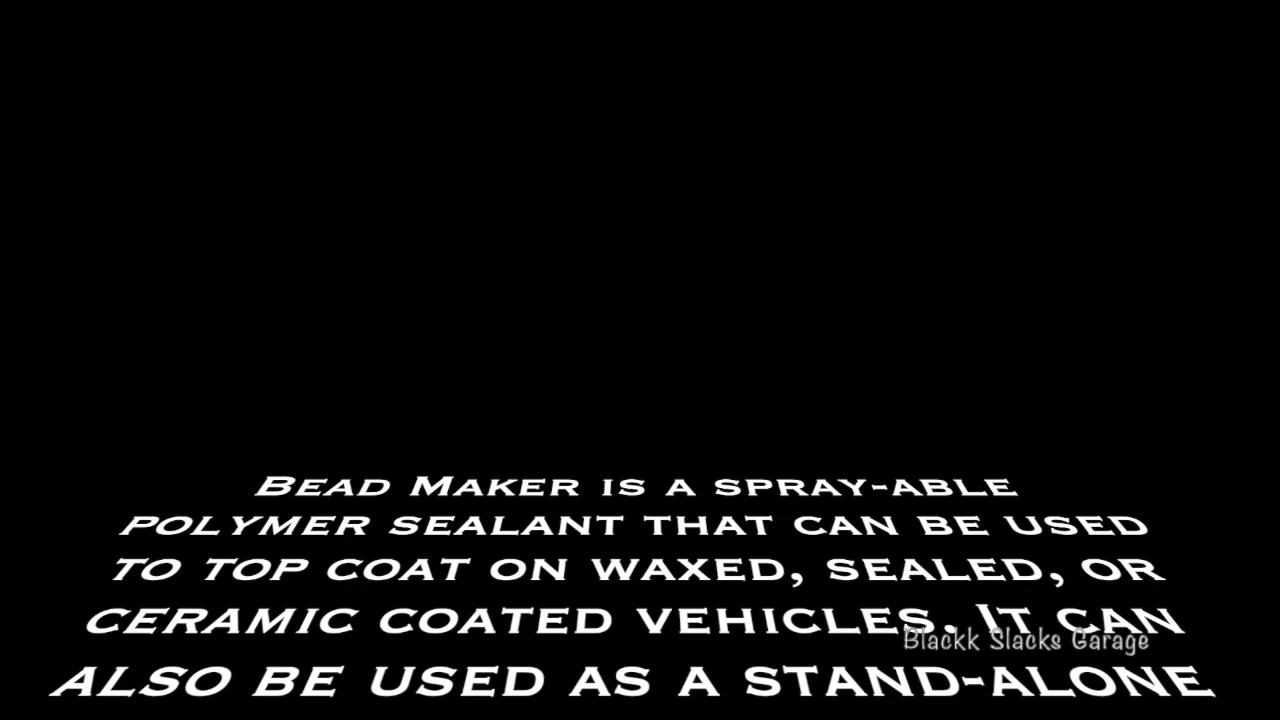 Bead Maker is a spray-able
polymer sealant that can be used
to top coat on waxed, sealed, or
ceramic coated vehicles. It can
Blackk Slacks Garage
also be used as a stand-alone